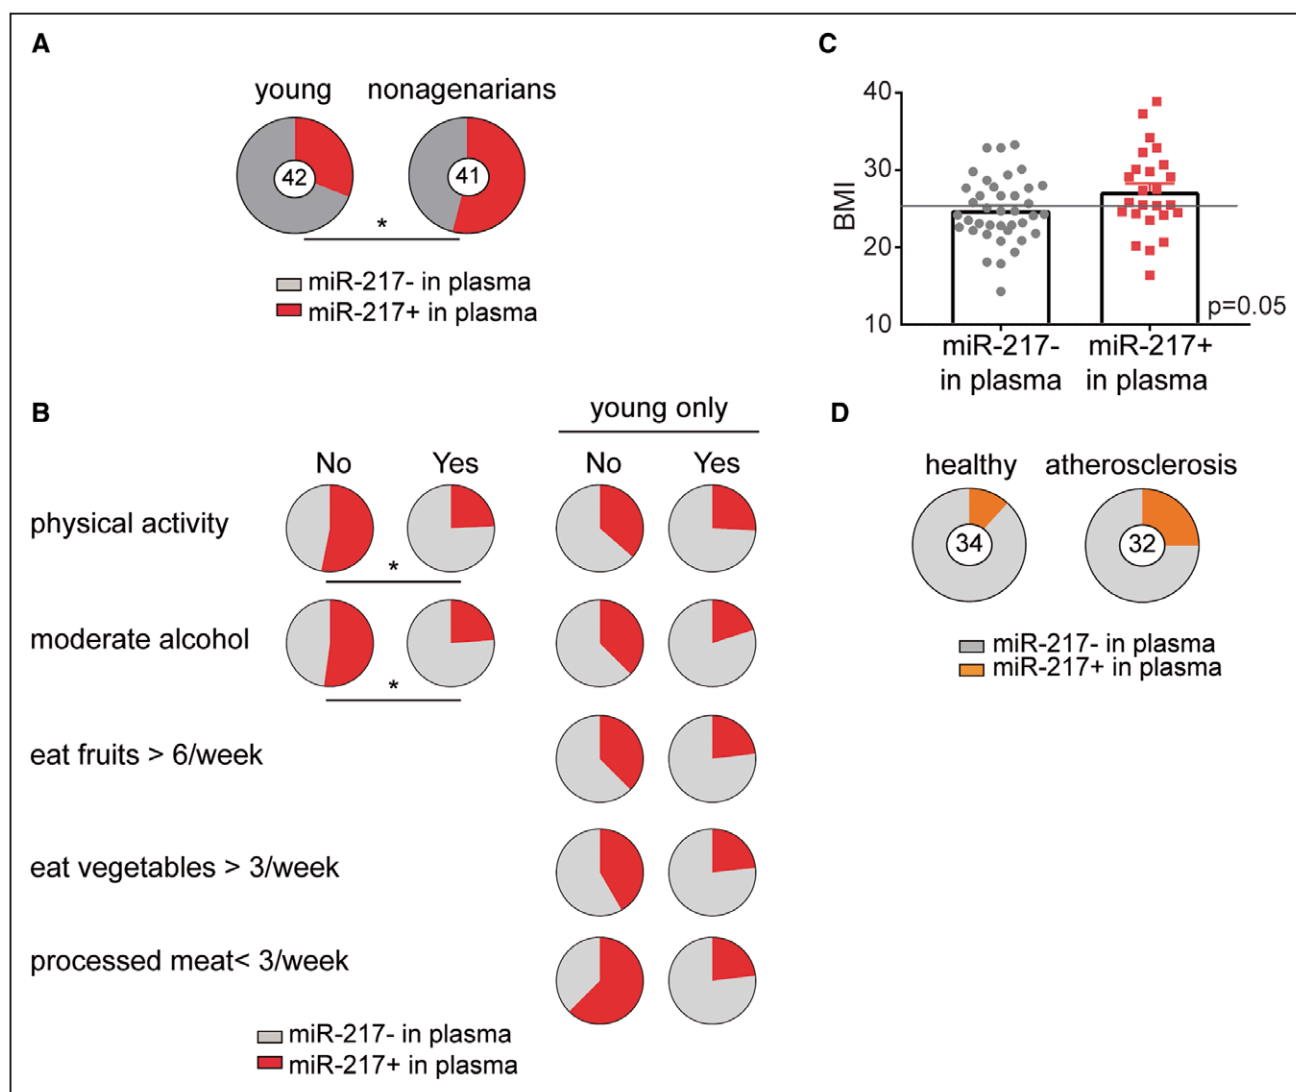 A
young nonagenarians
42 41
*
miR-217- in plasma
miR-217+ in plasma
B
young only
No Yes No Yes
physical activity
*
moderate alcohol
*
eat fruits > 6/week
eat vegetables > 3/week
processed meat< 3/week
miR-217- in plasma
miR-217+ in plasma
C
40
30
BMI
20
10
p=0.05
miR-217- miR-217+
in plasma in plasma
D
healthy atherosclerosis
34 32
miR-217- in plasma
miR-217+ in plasma